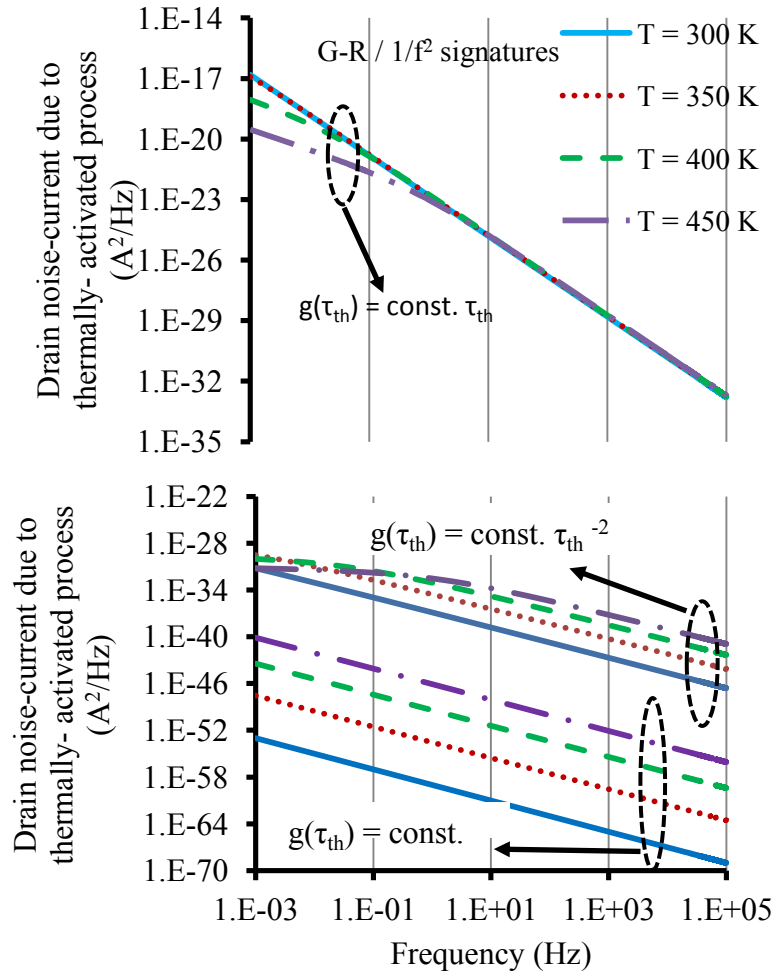 Drain noise-current due to
thermally- activated process
(A²/Hz)
1.E-14
1.E-17
1.E-20
1.E-23
1.E-26
1.E-29
1.E-32
1.E-35
G-R / 1/f² signatures
T = 300 K
T = 350 K
T = 400 K
T = 450 K
g(τth) = const. τth
Drain noise-current due to
thermally- activated process
(A²/Hz)
1.E-22
1.E-28
1.E-34
1.E-40
1.E-46
1.E-52
1.E-58
1.E-64
1.E-70
g(τth) = const. τth ⁻²
g(τth) = const.
1.E-03
1.E-01
1.E+01
1.E+03
1.E+05
Frequency (Hz)